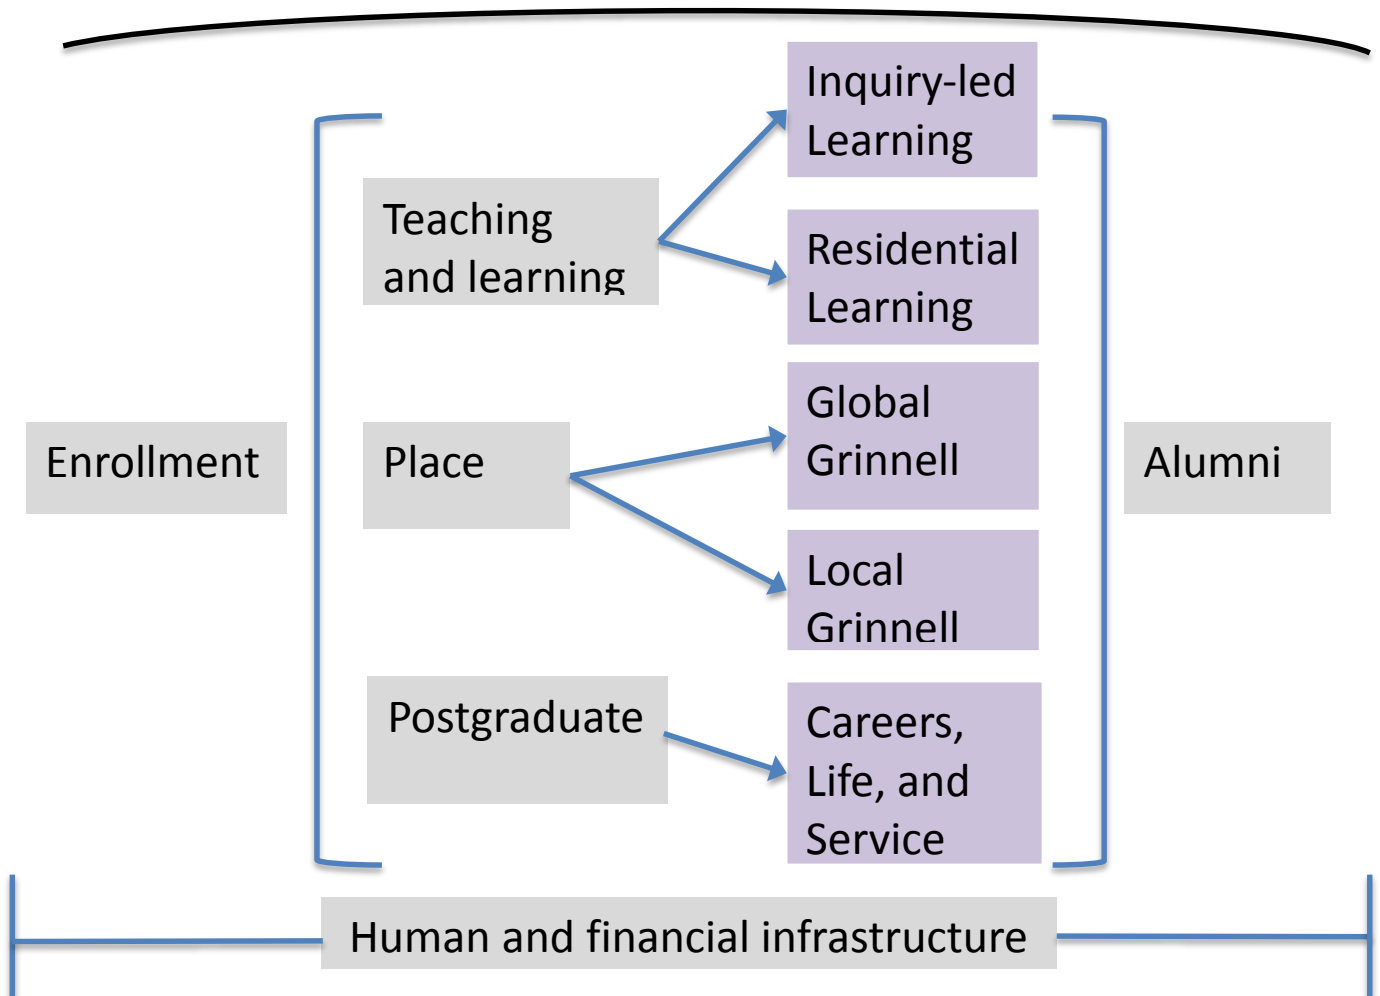 Inquiry-led
Learning
Teaching
and learning
Residential
Learning
Global
Grinnell
Enrollment
Place
Alumni
Local
Grinnell
Postgraduate
Careers,
Life, and
Service
Human and financial infrastructure